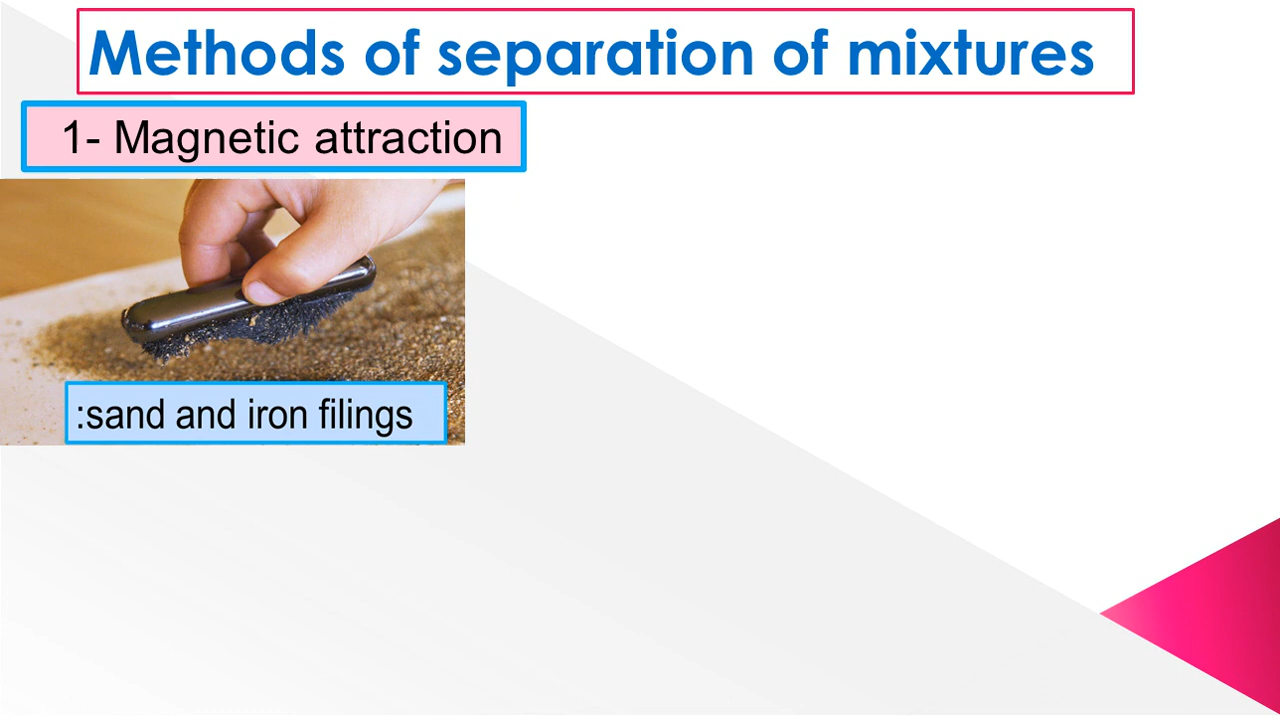 Methods of separation of mixtures
1- Magnetic attraction
:sand and iron filings